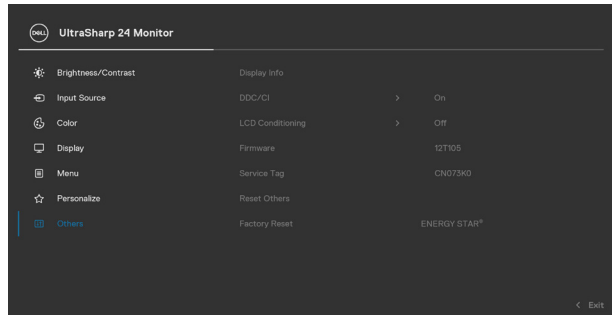 DELL UltraSharp 24 Monitor
Brightness/Contrast Display Info
Input Source DDC/CI > On
Color LCD Conditioning > Off
Display Firmware 12T105
Menu Service Tag CN073K0
Personalize Reset Others
Others Factory Reset ENERGY STAR®
< Exit